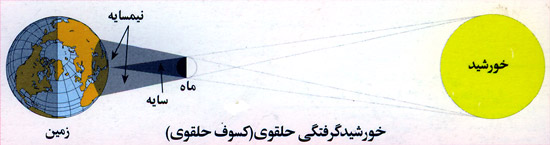 نیمسایه
خورشید
ماه
سایه
زمین
خورشیدگرفتگی حلقوی(کسوف حلقوی)